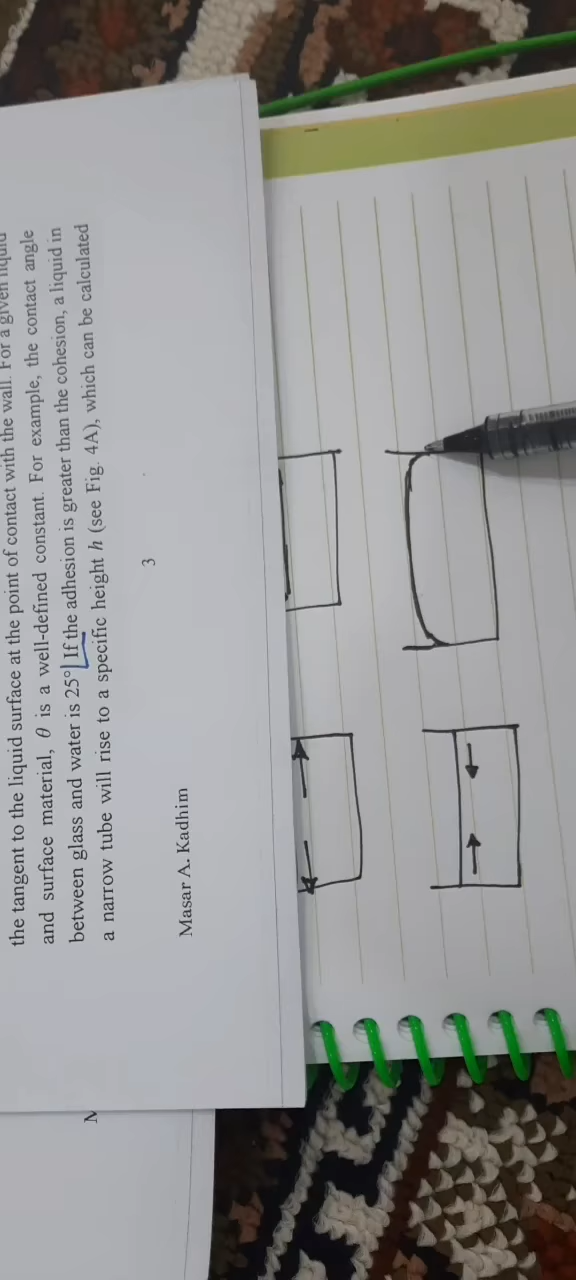 the tangent to the liquid surface at the point of contact with the wall. For a given liquid
and surface material, θ is a well-defined constant. For example, the contact angle
between glass and water is 25° If the adhesion is greater than the cohesion, a liquid in
a narrow tube will rise to a specific height h (see Fig. 4A), which can be calculated
3
Masar A. Kadhim